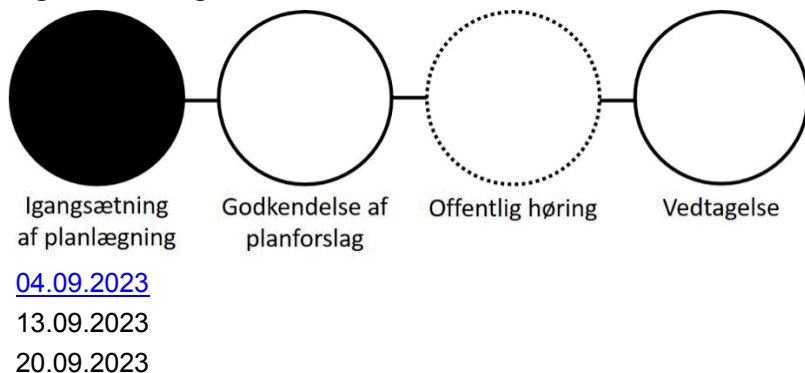 Igangsætning
af planlægning
Godkendelse af
planforslag
Offentlig høring
Vedtagelse
04.09.2023
13.09.2023
20.09.2023